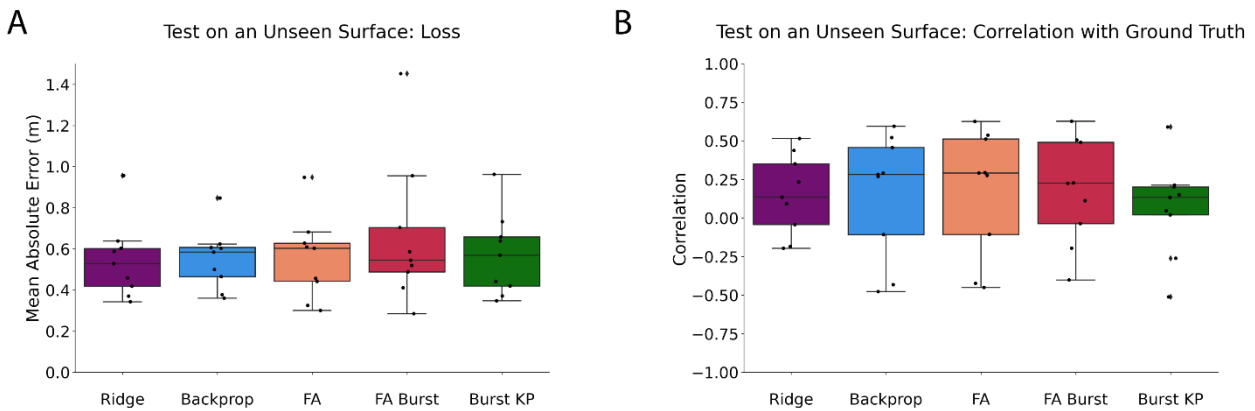 A
Test on an Unseen Surface: Loss
Mean Absolute Error (m)
1.4
1.2
1.0
0.8
0.6
0.4
0.2
0.0
Ridge Backprop FA FA Burst Burst KP
B
Test on an Unseen Surface: Correlation with Ground Truth
Correlation
1.00
0.75
0.50
0.25
0.00
−0.25
−0.50
−0.75
−1.00
Ridge Backprop FA FA Burst Burst KP